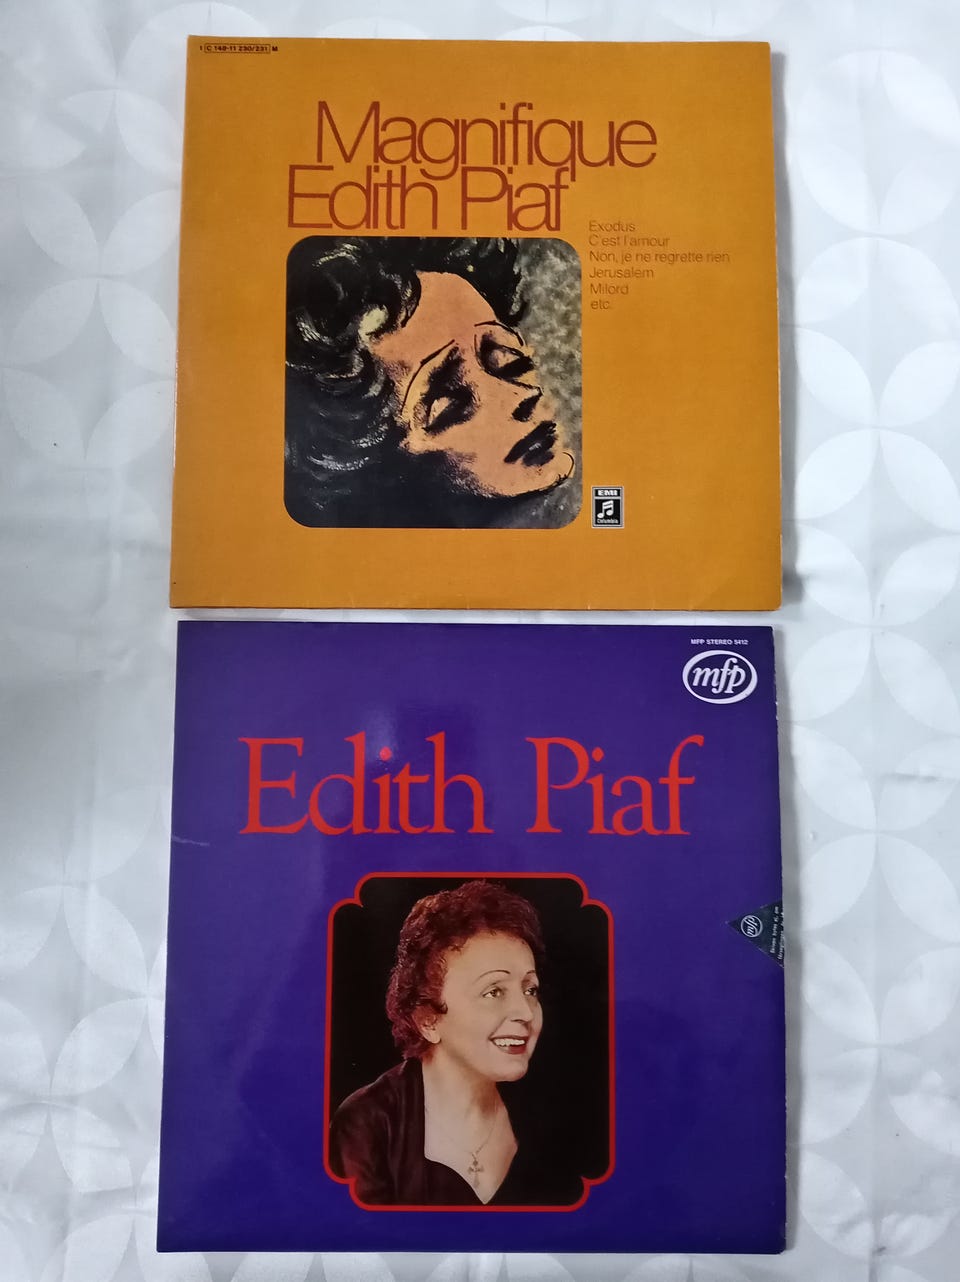 1 C 148-11 230/231 M
Magnifique
Edith Piaf
Exodus
C'est l'amour
Non, je ne regrette rien
Jerusalem
Milord
etc.
EMI
Columbia
MFP STEREO 5412
mfp
Edith Piaf
mfp